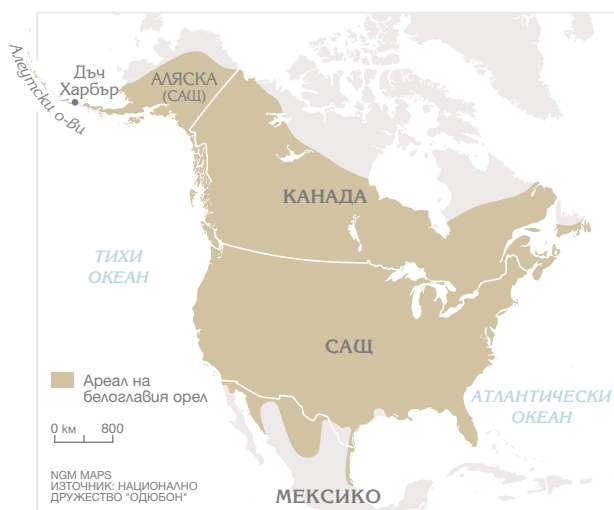 Алеутски о-ви
Дъч
Харбър
АЛЯСКА
(САЩ)
КАНАДА
ТИХИ
ОКЕАН
САЩ
Ареал на
белоглавия орел
АТЛАНТИЧЕСКИ
ОКЕАН
0 км 800
NGM MAPS
ИЗТОЧНИК: НАЦИОНАЛНО
ДРУЖЕСТВО "ОДЮБОН"
МЕКСИКО